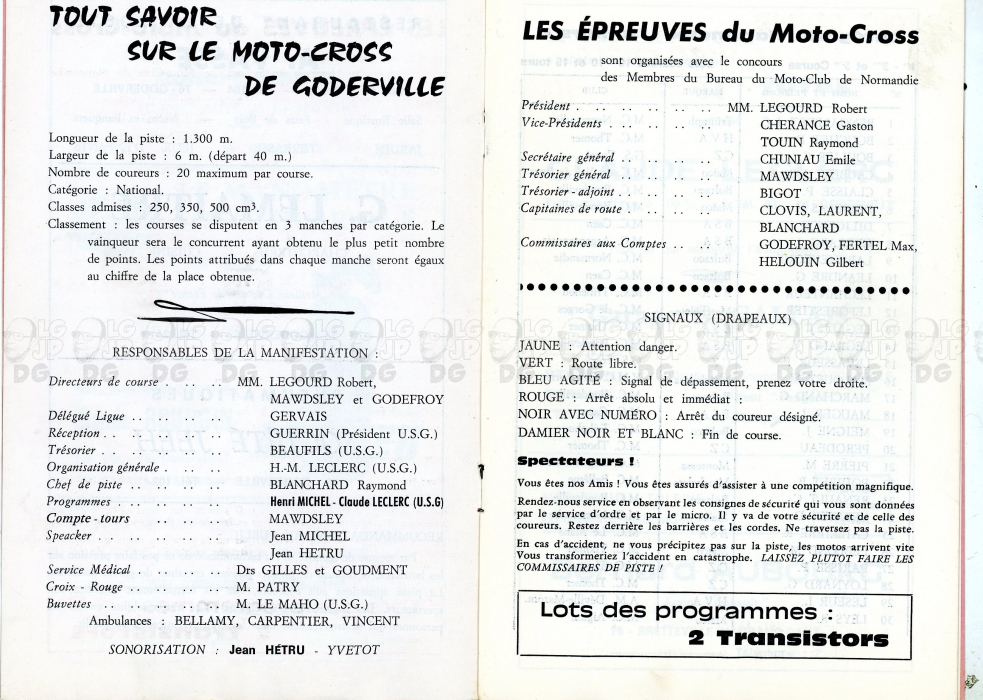 TOUT SAVOIR
SUR LE MOTO-CROSS
DE GODERVILLE
Longueur de la piste : 1.300 m.
Largeur de la piste : 6 m. (départ 40 m.)
Nombre de coureurs : 20 maximum par course.
Catégorie : National.
Classes admises : 250, 350, 500 cm³.
Classement : les courses se disputent en 3 manches par catégorie. Le
vainqueur sera le concurrent ayant obtenu le plus petit nombre
de points. Les points attribués dans chaque manche seront égaux
au chiffre de la place obtenue.
RESPONSABLES DE LA MANIFESTATION :
Directeurs de course . . .. MM. LEGOURD Robert,
MAWDSLEY et GODEFROY
Délégué Ligue .. .. .. .. GERVAIS
Réception . . .. .. .. .. GUERRIN (Président U.S.G.)
Trésorier . .. .. .. .. BEAUFILS (U.S.G.)
Organisation générale . .. .. H.-M. LECLERC (U.S.G.)
Chef de piste .. .. .. .. BLANCHARD Raymond
Programmes .. .. .. .. Henri MICHEL - Claude LECLERC (U.S.G)
Compte - tours .. .. .. .. MAWDSLEY
Speacker . .. .. .. .. Jean MICHEL
Jean HETRU
Service Médical . .. .. .. Drs GILLES et GOUDMENT
Croix - Rouge . .. .. .. M. PATRY
Buvettes .. .. .. .. M. LE MAHO (U.S.G.)
Ambulances : BELLAMY, CARPENTIER, VINCENT
SONORISATION : Jean HÉTRU - YVETOT
LES ÉPREUVES du Moto-Cross
sont organisées avec le concours
des Membres du Bureau du Moto-Club de Normandie
Président . .. .. .. .. .. MM. LEGOURD Robert
Vice-Présidents . .. .. .. .. CHERANCE Gaston
TOUIN Raymond
Secrétaire général . .. .. .. CHUNIAU Emile
Trésorier général . .. .. .. MAWDSLEY
Trésorier - adjoint . .. .. .. BIGOT
Capitaines de route . .. .. .. CLOVIS, LAURENT,
BLANCHARD
Commissaires aux Comptes .. .. GODEFROY, FERTEL Max,
HELOUIN Gilbert
SIGNAUX (DRAPEAUX)
JAUNE : Attention danger.
VERT : Route libre.
BLEU AGITÉ : Signal de dépassement, prenez votre droite.
ROUGE : Arrêt absolu et immédiat :
NOIR AVEC NUMÉRO : Arrêt du coureur désigné.
DAMIER NOIR ET BLANC : Fin de course.
Spectateurs !
Vous êtes nos Amis ! Vous êtes assurés d'assister à une compétition magnifique.
Rendez-nous service en observant les consignes de sécurité qui vous sont données
par le service d'ordre et par le micro. Il y va de votre sécurité et de celle des
coureurs. Restez derrière les barrières et les cordes. Ne traversez pas la piste.
En cas d'accident, ne vous précipitez pas sur la piste, les motos arrivent vite
Vous transformeriez l'accident en catastrophe. LAISSEZ PLUTOT FAIRE LES
COMMISSAIRES DE PISTE !
Lots des programmes :
2 Transistors